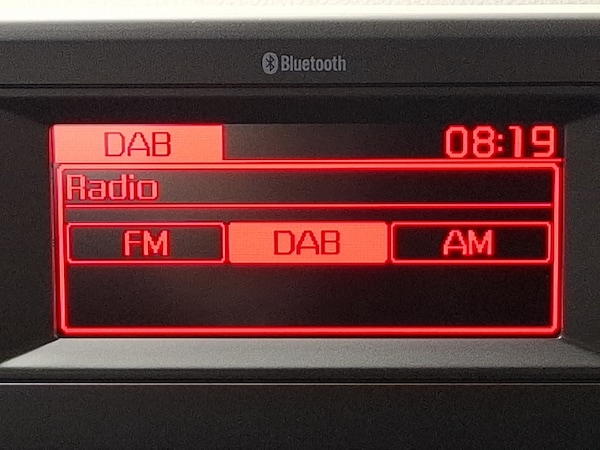 Bluetooth
DAB 08:19
Radio
FM DAB AM